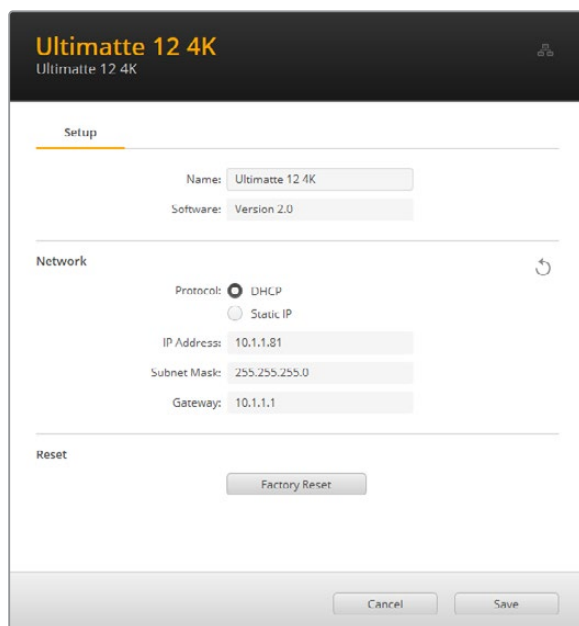 Ultimatte 12 4K
Ultimatte 12 4K
Setup
Name: Ultimatte 12 4K
Software: Version 2.0
Network
Protocol: DHCP
Static IP
IP Address: 10.1.1.81
Subnet Mask: 255.255.255.0
Gateway: 10.1.1.1
Reset
Factory Reset
Cancel Save